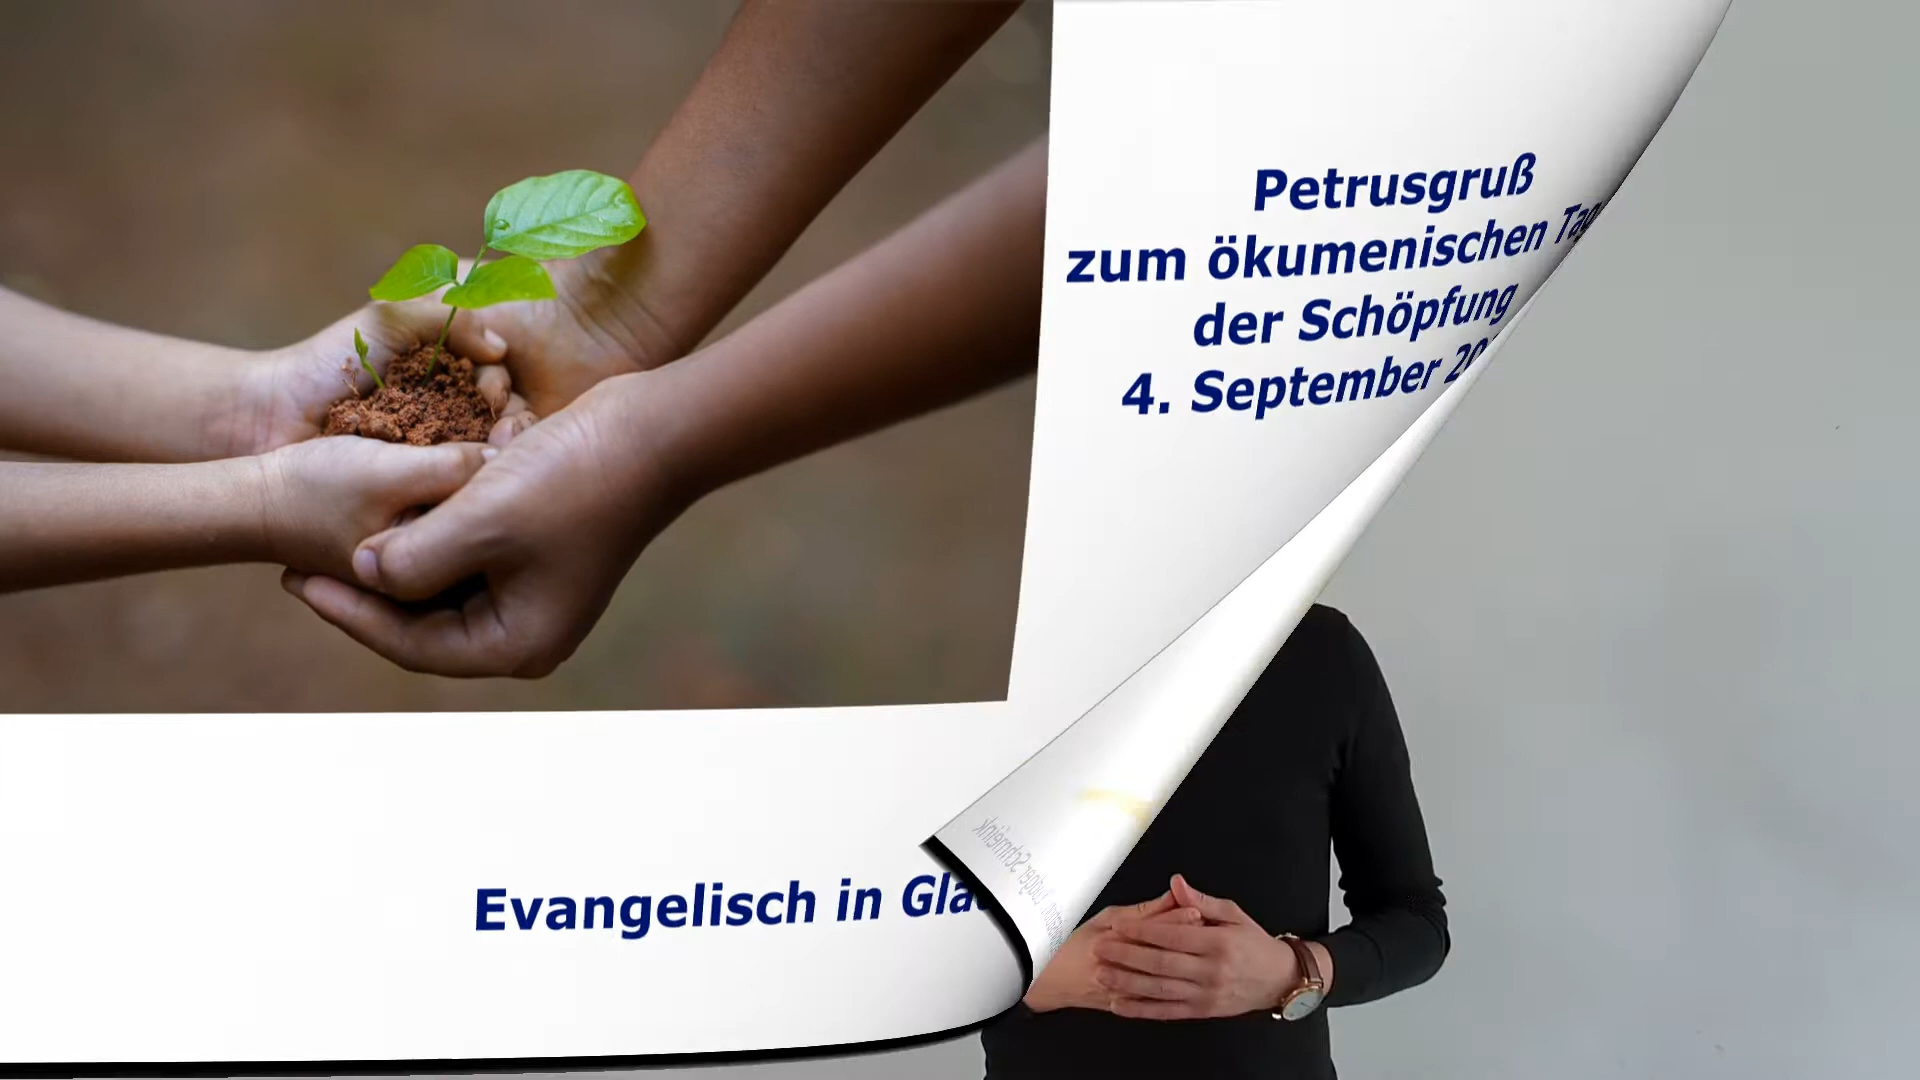 Petrusgruß
zum ökumenischen Tag
der Schöpfung
4. September
Evangelisch in